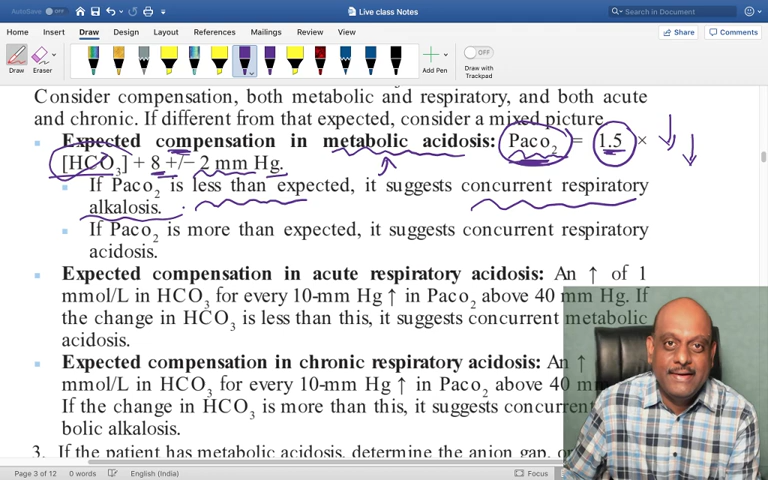 AutoSave OFF
Live class Notes
Search in Document
Home Insert Draw Design Layout References Mailings Review View
Share Comments
Draw Eraser
Add Pen
OFF
Draw with Trackpad
Consider compensation, both metabolic and respiratory, and both acute
and chronic. If different from that expected, consider a mixed picture.
Expected compensation in metabolic acidosis: Paco2 = 1.5 ×
[HCO3] + 8 +/− 2 mm Hg.
If Paco2 is less than expected, it suggests concurrent respiratory
alkalosis.
If Paco2 is more than expected, it suggests concurrent respiratory
acidosis.
Expected compensation in acute respiratory acidosis: An ↑ of 1
mmol/L in HCO3 for every 10-mm Hg ↑ in Paco2 above 40 mm Hg. If
the change in HCO3 is less than this, it suggests concurrent metabolic
acidosis.
Expected compensation in chronic respiratory acidosis: An ↑
mmol/L in HCO3 for every 10-mm Hg ↑ in Paco2 above 40
If the change in HCO3 is more than this, it suggests concurrent
bolic alkalosis.
3. If the patient has metabolic acidosis, determine the anion gap,
Page 3 of 12 0 words English (India)
Focus